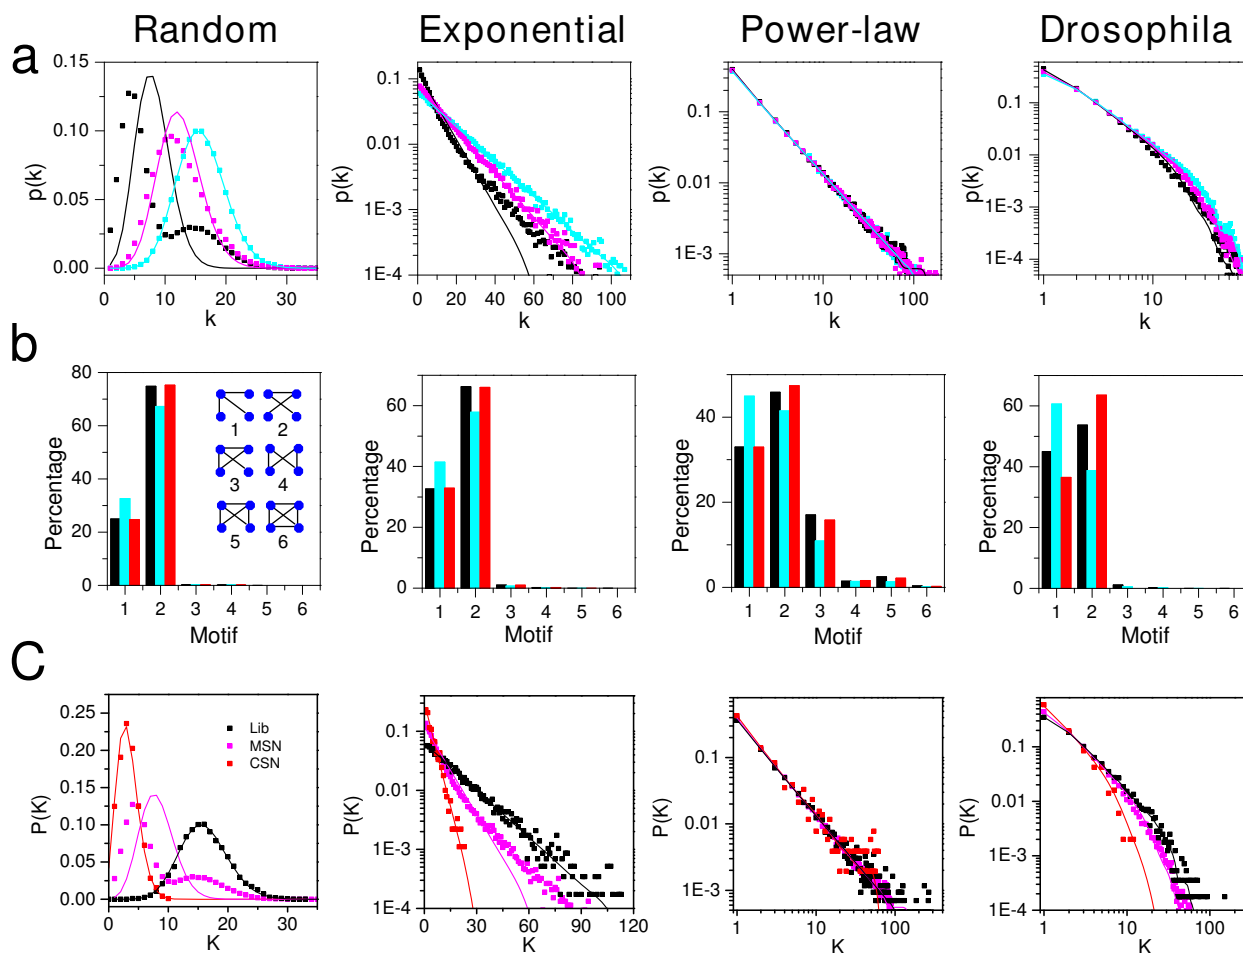 Random Exponential Power-law Drosophila
a
0.15
0.10
0.05
0.00
p(k)
0 10 20 30
k
0.1
0.01
1E-3
1E-4
p(k)
0 20 40 60 80 100
k
0.1
0.01
1E-3
p(k)
1 10 100
k
0.1
0.01
1E-3
1E-4
p(k)
1 10
k
b
80
60
40
20
0
Percentage
1 2 3 4 5 6
Motif
1 2
3 4
5 6
60
40
20
0
Percentage
1 2 3 4 5 6
Motif
40
20
0
Percentage
1 2 3 4 5 6
Motif
60
40
20
0
Percentage
1 2 3 4 5 6
Motif
C
0.25
0.20
0.15
0.10
0.05
0.00
P(K)
0 10 20 30
K
Lib
MSN
CSN
0.1
0.01
1E-3
1E-4
P(K)
0 30 60 90 120
K
0.1
0.01
1E-3
P(K)
1 10 100
K
0.1
0.01
1E-3
1E-4
P(K)
1 10 100
K